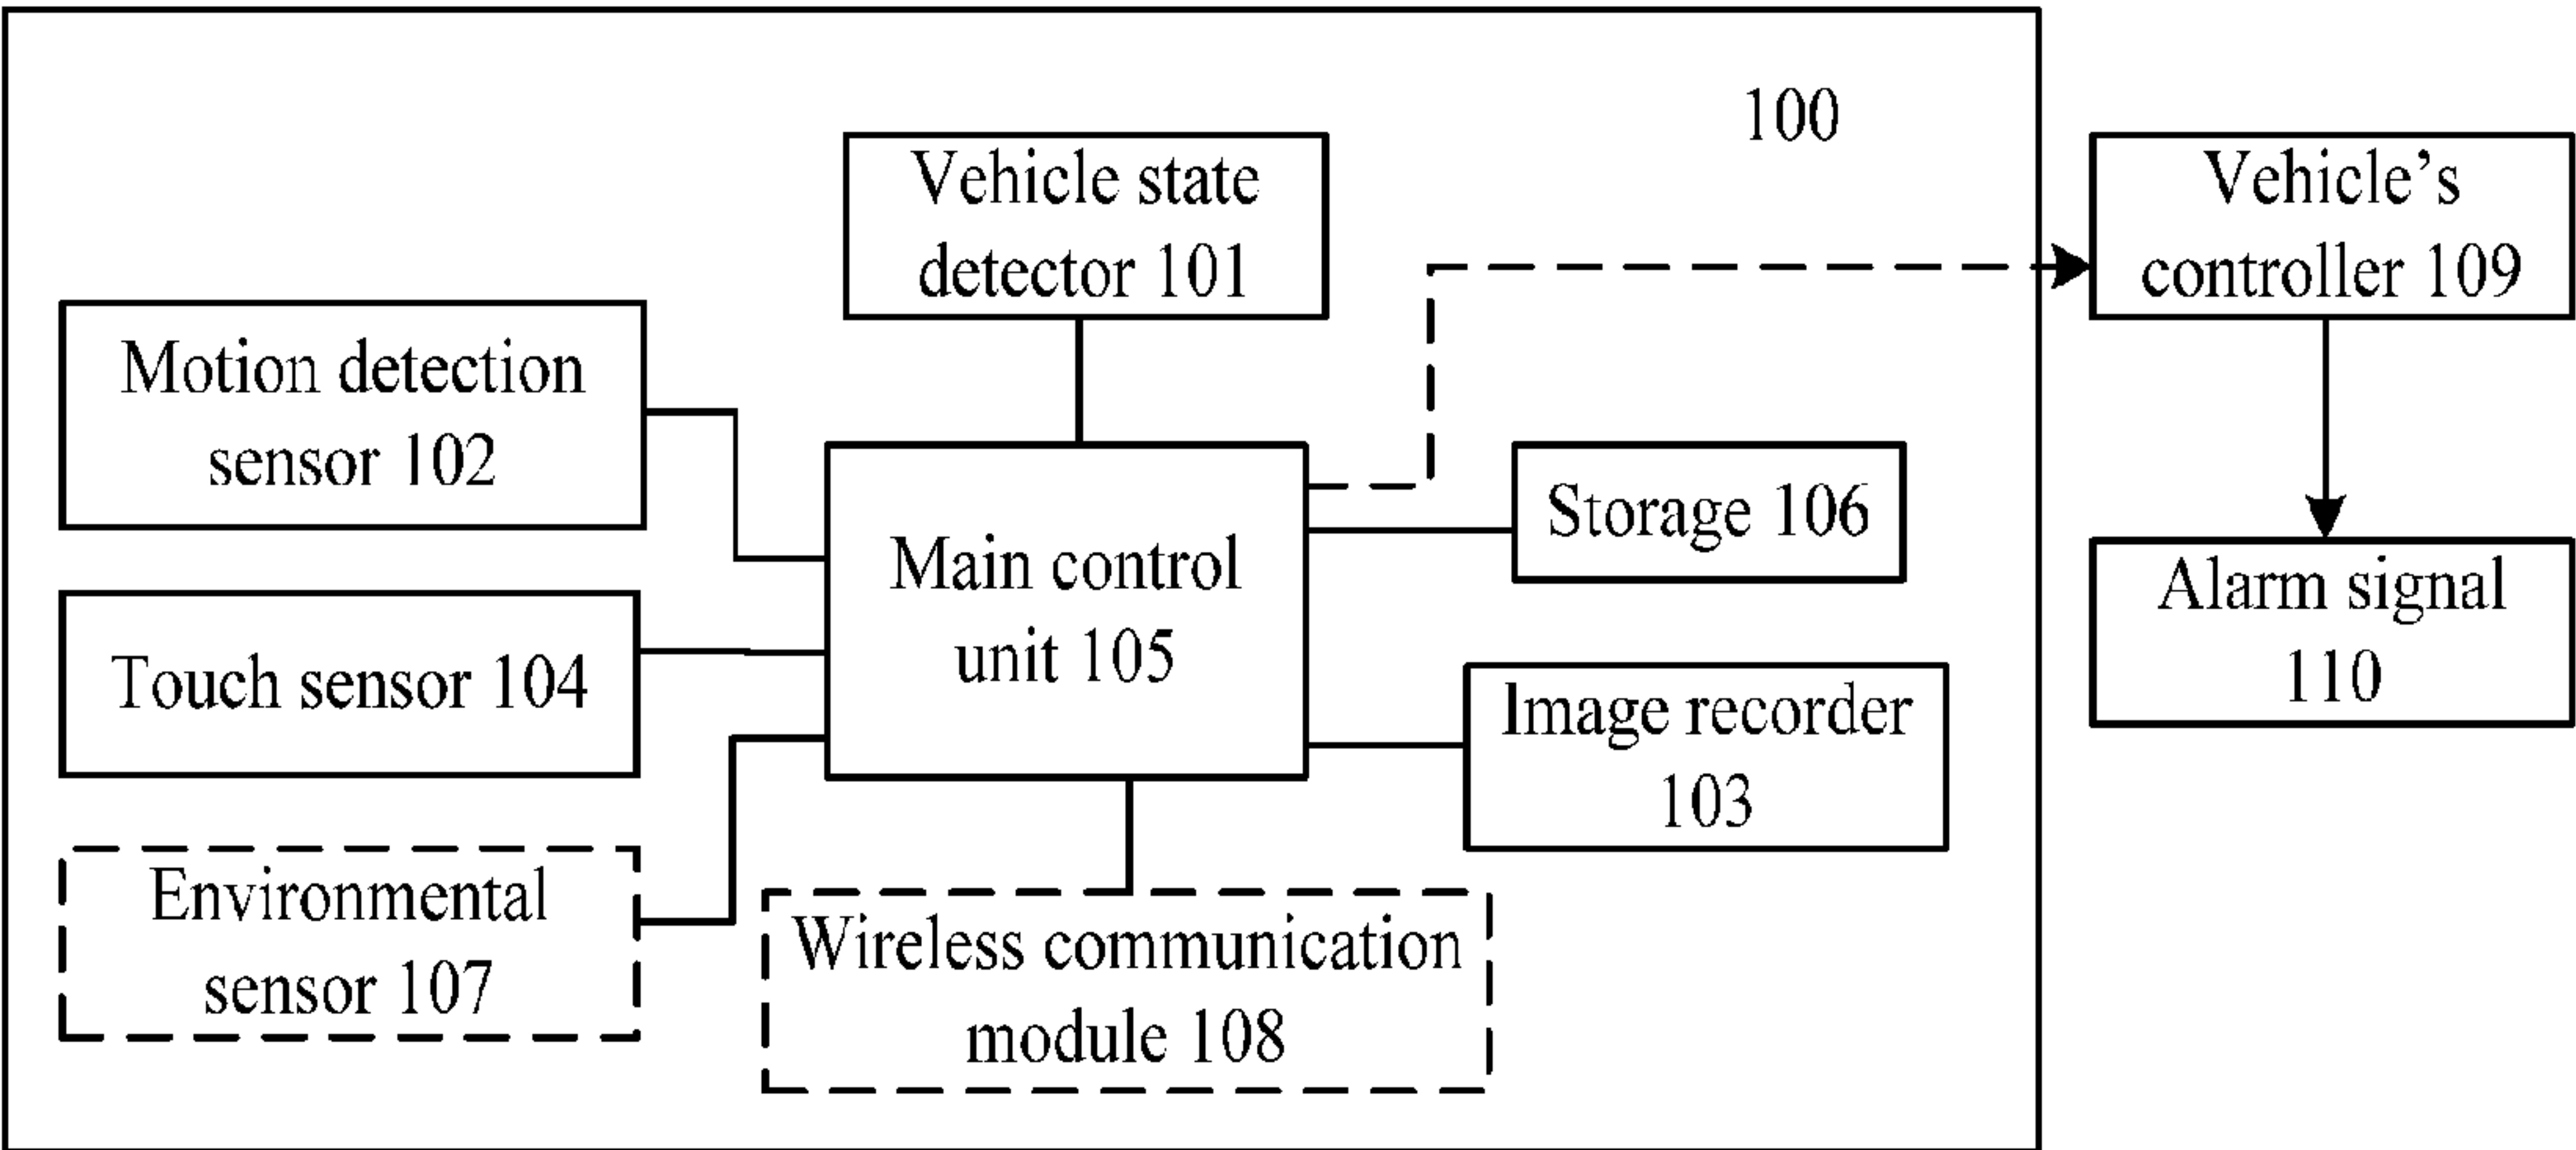 100
Vehicle state
detector 101
Vehicle’s
controller 109
Motion detection
sensor 102
Main control
unit 105
Storage 106
Alarm signal
110
Touch sensor 104
Image recorder
103
Environmental
sensor 107
Wireless communication
module 108